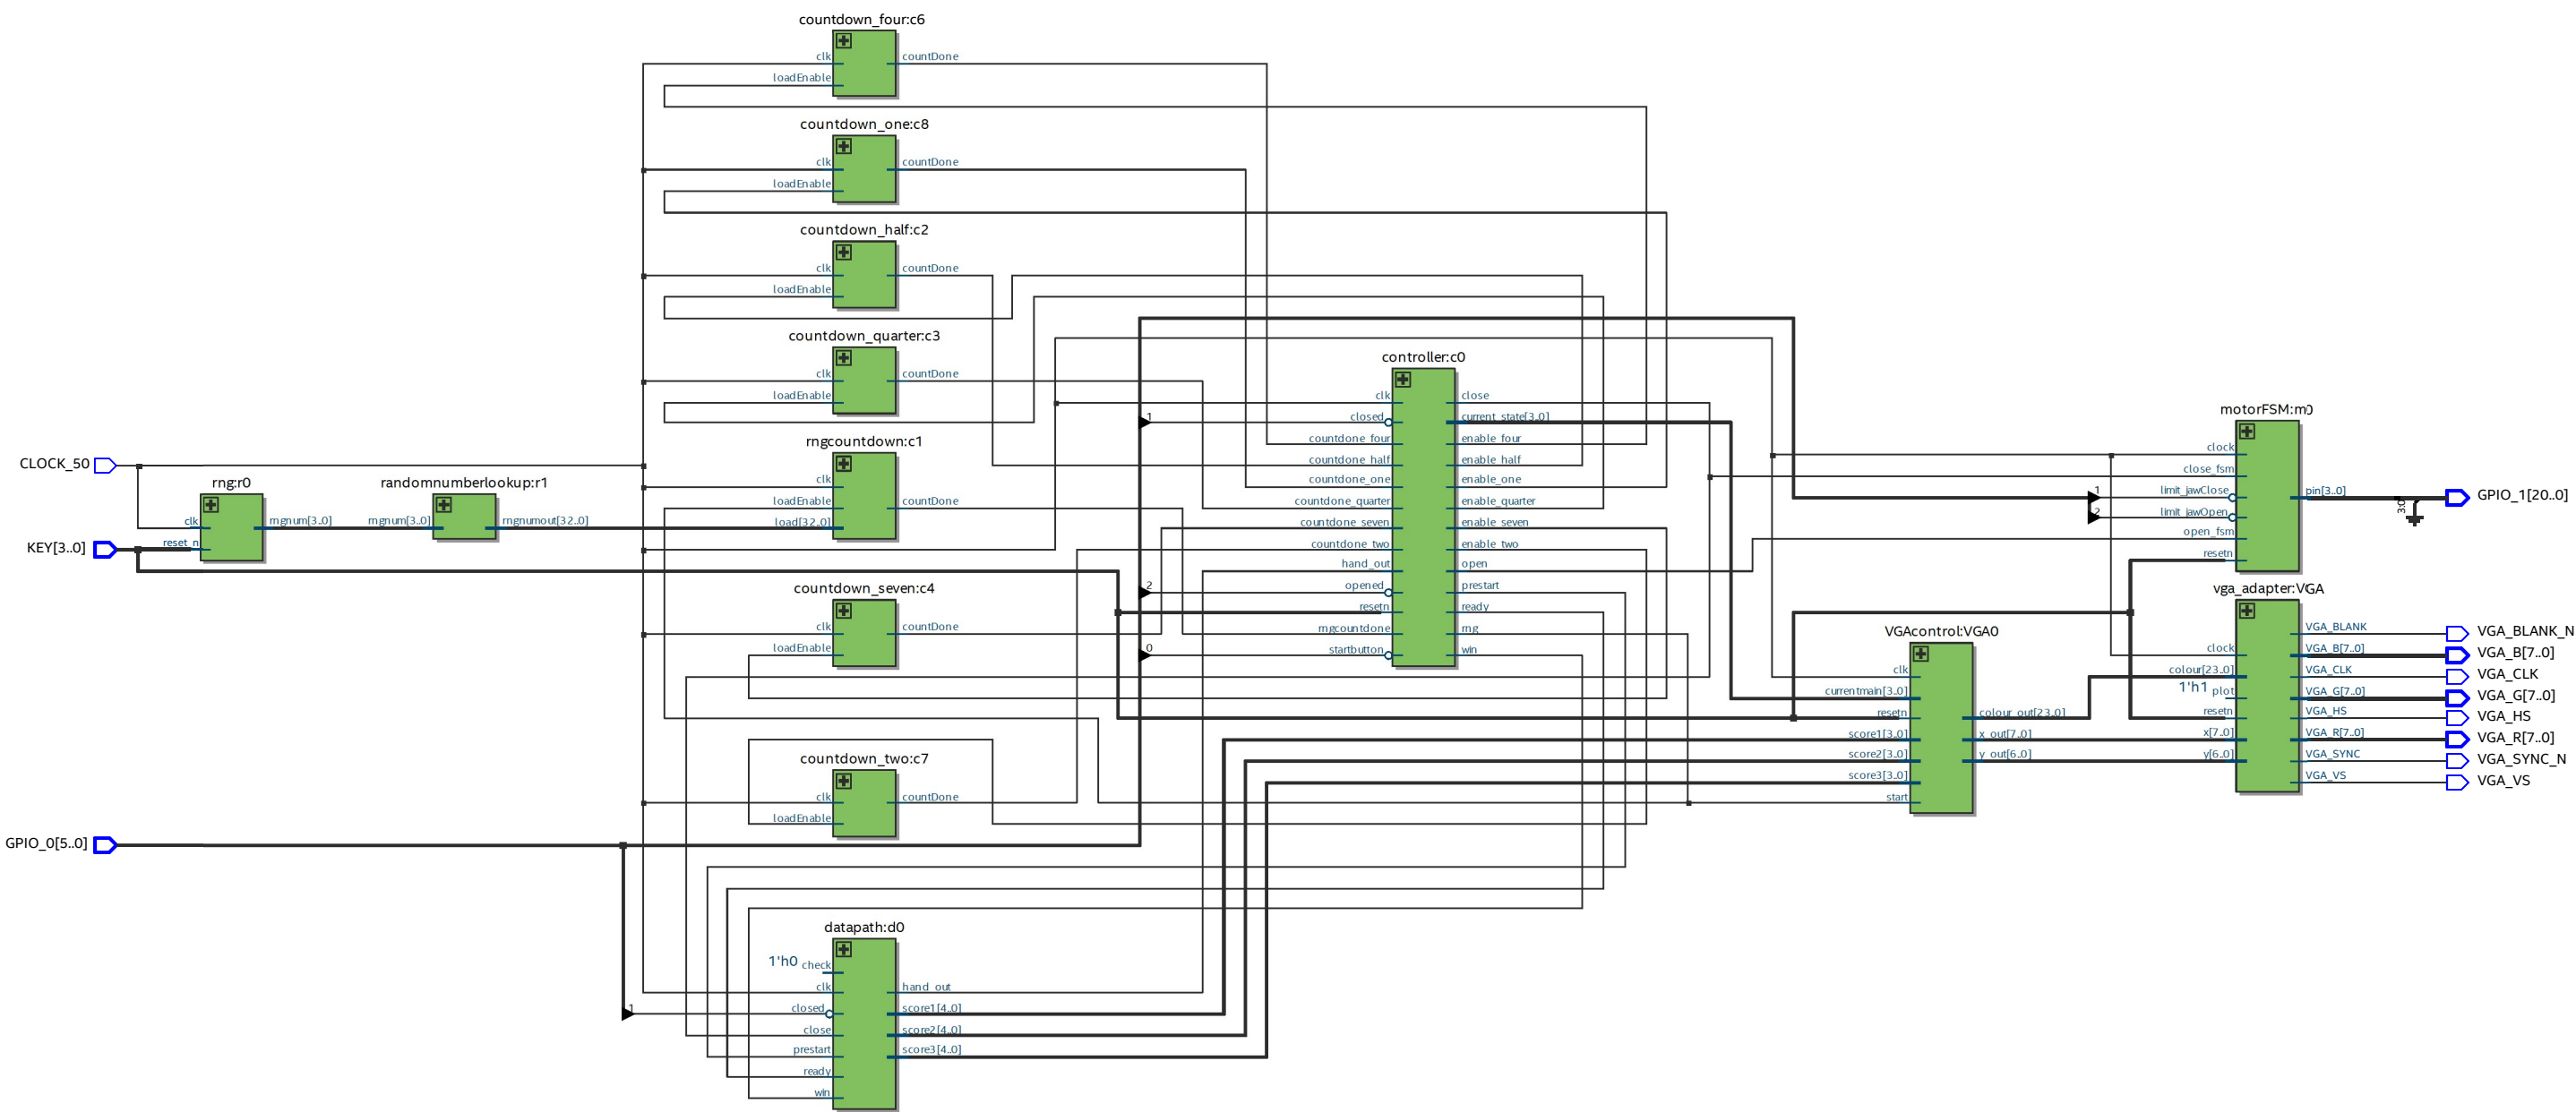 countdown_four:c6
clk
countDone
loadEnable
countdown_one:c8
clk
countDone
loadEnable
countdown_half:c2
clk
countDone
loadEnable
countdown_quarter:c3
clk
countDone
loadEnable
rngcountdown:c1
clk
loadEnable
countDone
load[32..0]
CLOCK_50
KEY[3..0]
rng:r0
clk
reset_n
rngnum[3..0]
randomnumberlookup:r1
rngnum[3..0]
rngnumout[32..0]
countdown_seven:c4
clk
countDone
loadEnable
countdown_two:c7
clk
countDone
loadEnable
GPIO_0[5..0]
datapath:d0
1'h0
check
clk
closed
close
prestart
ready
win
hand_out
score1[4..0]
score2[4..0]
score3[4..0]
1
controller:c0
clk
closed
countdone_four
countdone_half
countdone_one
countdone_quarter
countdone_seven
countdone_two
hand_out
opened
resetn
rngcountdone
startbutton
1
2
0
close
current_state[3..0]
enable_four
enable_half
enable_one
enable_quarter
enable_seven
enable_two
open
prestart
ready
rng
win
VGAcontrol:VGA0
clk
currentmain[3..0]
resetn
score1[3..0]
score2[3..0]
score3[3..0]
start
colour_out[23..0]
x_out[7..0]
y_out[6..0]
motorFSM:m0
clock
close_fsm
limit_jawClose
limit_jawOpen
open_fsm
resetn
1
2
pin[3..0]
3:0
GPIO_1[20..0]
vga_adapter:VGA
clock
colour[23..0]
1'h1
plot
resetn
x[7..0]
y[6..0]
VGA_BLANK
VGA_B[7..0]
VGA_CLK
VGA_G[7..0]
VGA_HS
VGA_R[7..0]
VGA_SYNC
VGA_VS
VGA_BLANK_N
VGA_B[7..0]
VGA_CLK
VGA_G[7..0]
VGA_HS
VGA_R[7..0]
VGA_SYNC_N
VGA_VS